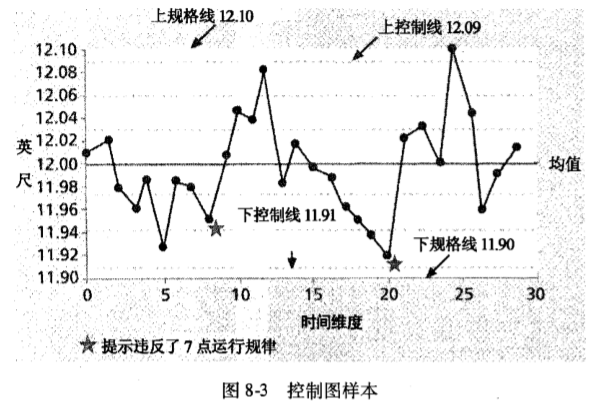 上规格线 12.10
上控制线 12.09
12.10
12.08
12.06
12.04
12.02
12.00
11.98
11.96
11.94
11.92
11.90
英尺
均值
下控制线 11.91
下规格线 11.90
0 5 10 15 20 25 30
时间维度
★ 提示违反了 7 点运行规律
图 8-3 控制图样本